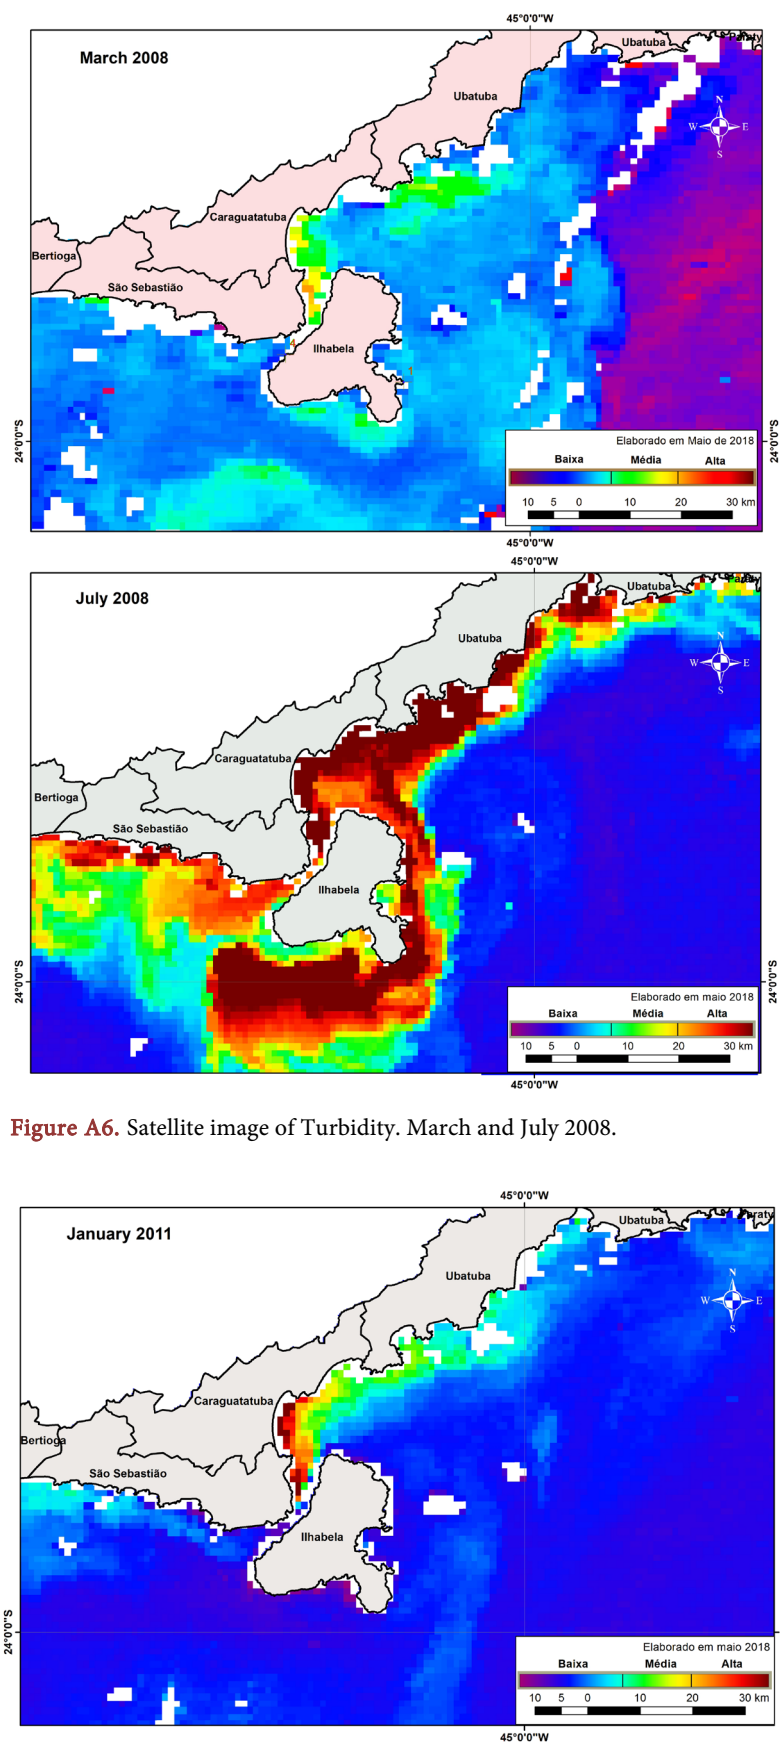 45°0'0"W
March 2008
Ubatuba
Paraty
Ubatuba
N
W E
S
Caraguatatuba
Bertioga
São Sebastião
4
Ilhabela
1
24°0'0"S
24°0'0"S
Elaborado em Maio de 2018
Baixa Média Alta
10 5 0 10 20 30 km
45°0'0"W
45°0'0"W
July 2008
Ubatuba
Paraty
Ubatuba
N
W E
S
Caraguatatuba
Bertioga
São Sebastião
Ilhabela
24°0'0"S
24°0'0"S
Elaborado em maio 2018
Baixa Média Alta
10 5 0 10 20 30 km
45°0'0"W
Figure A6. Satellite image of Turbidity. March and July 2008.
45°0'0"W
January 2011
Ubatuba
Paraty
Ubatuba
N
W E
S
Caraguatatuba
Bertioga
São Sebastião
Ilhabela
24°0'0"S
Elaborado em maio 2018
Baixa Média Alta
10 5 0 10 20 30 km
45°0'0"W